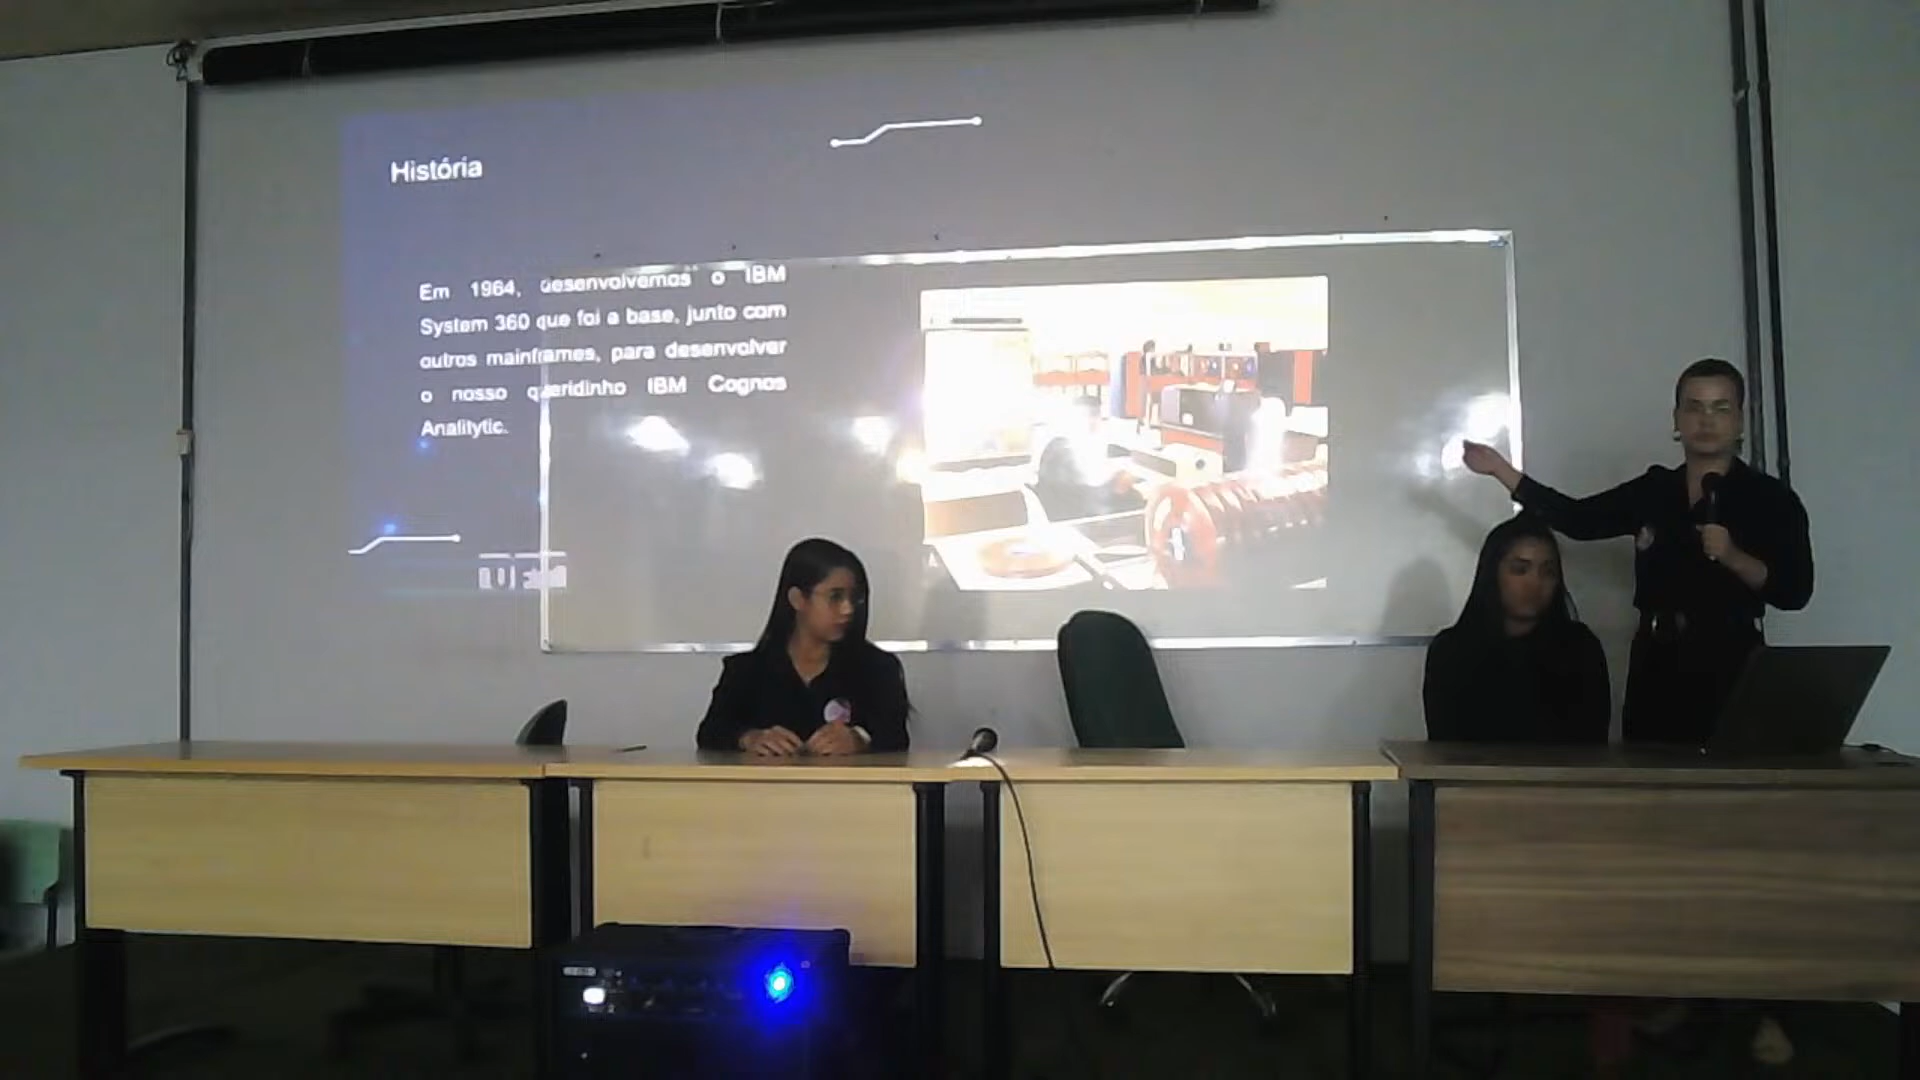 História
Em 1964, desenvolvemos o IBM
System 360 que foi a base, junto com
outros mainframes, para desenvolver
o nosso queridinho IBM Cognos
Analitytic.